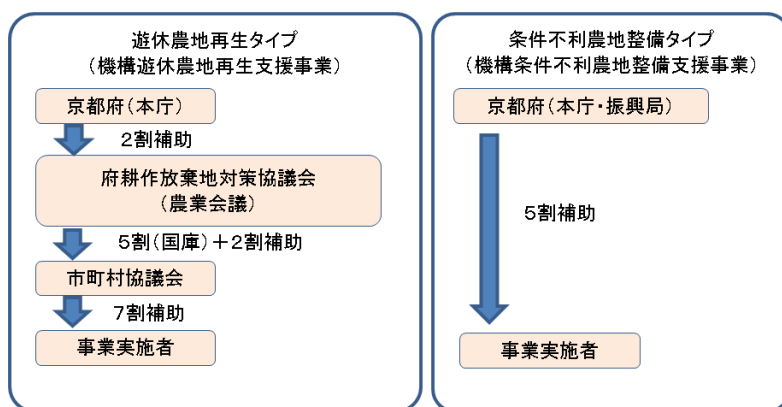 遊休農地再生タイプ
（機構遊休農地再生支援事業）
京都府（本庁）
2割補助
府耕作放棄地対策協議会
（農業会議）
5割（国庫）＋2割補助
市町村協議会
7割補助
事業実施者
条件不利農地整備タイプ
（機構条件不利農地整備支援事業）
京都府（本庁・振興局）
5割補助
事業実施者